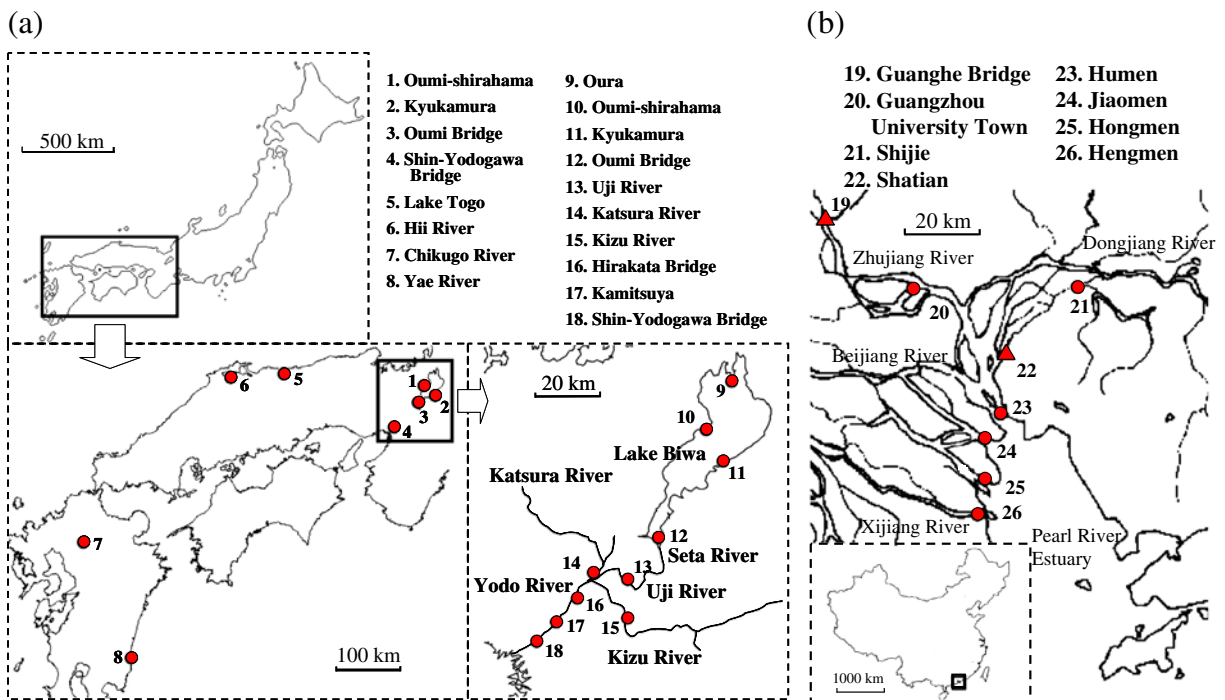 (a)
500 km
1. Oumi-shirahama
2. Kyukamura
3. Oumi Bridge
4. Shin-Yodogawa
Bridge
5. Lake Togo
6. Hii River
7. Chikugo River
8. Yae River
9. Oura
10. Oumi-shirahama
11. Kyukamura
12. Oumi Bridge
13. Uji River
14. Katsura River
15. Kizu River
16. Hirakata Bridge
17. Kamitsuya
18. Shin-Yodogawa Bridge
1
2
3
4
5
6
7
8
100 km
20 km
9
10
Lake Biwa
11
Katsura River
12
Seta River
14
13
Yodo River
Uji River
16
15
17
18
Kizu River
(b)
19. Guanghe Bridge
20. Guangzhou
University Town
21. Shijie
22. Shatian
23. Humen
24. Jiaomen
25. Hongmen
26. Hengmen
19
20 km
Zhujiang River
Dongjiang River
20
21
Beijiang River
22
23
24
25
Xijiang River
26
Pearl River
Estuary
1000 km